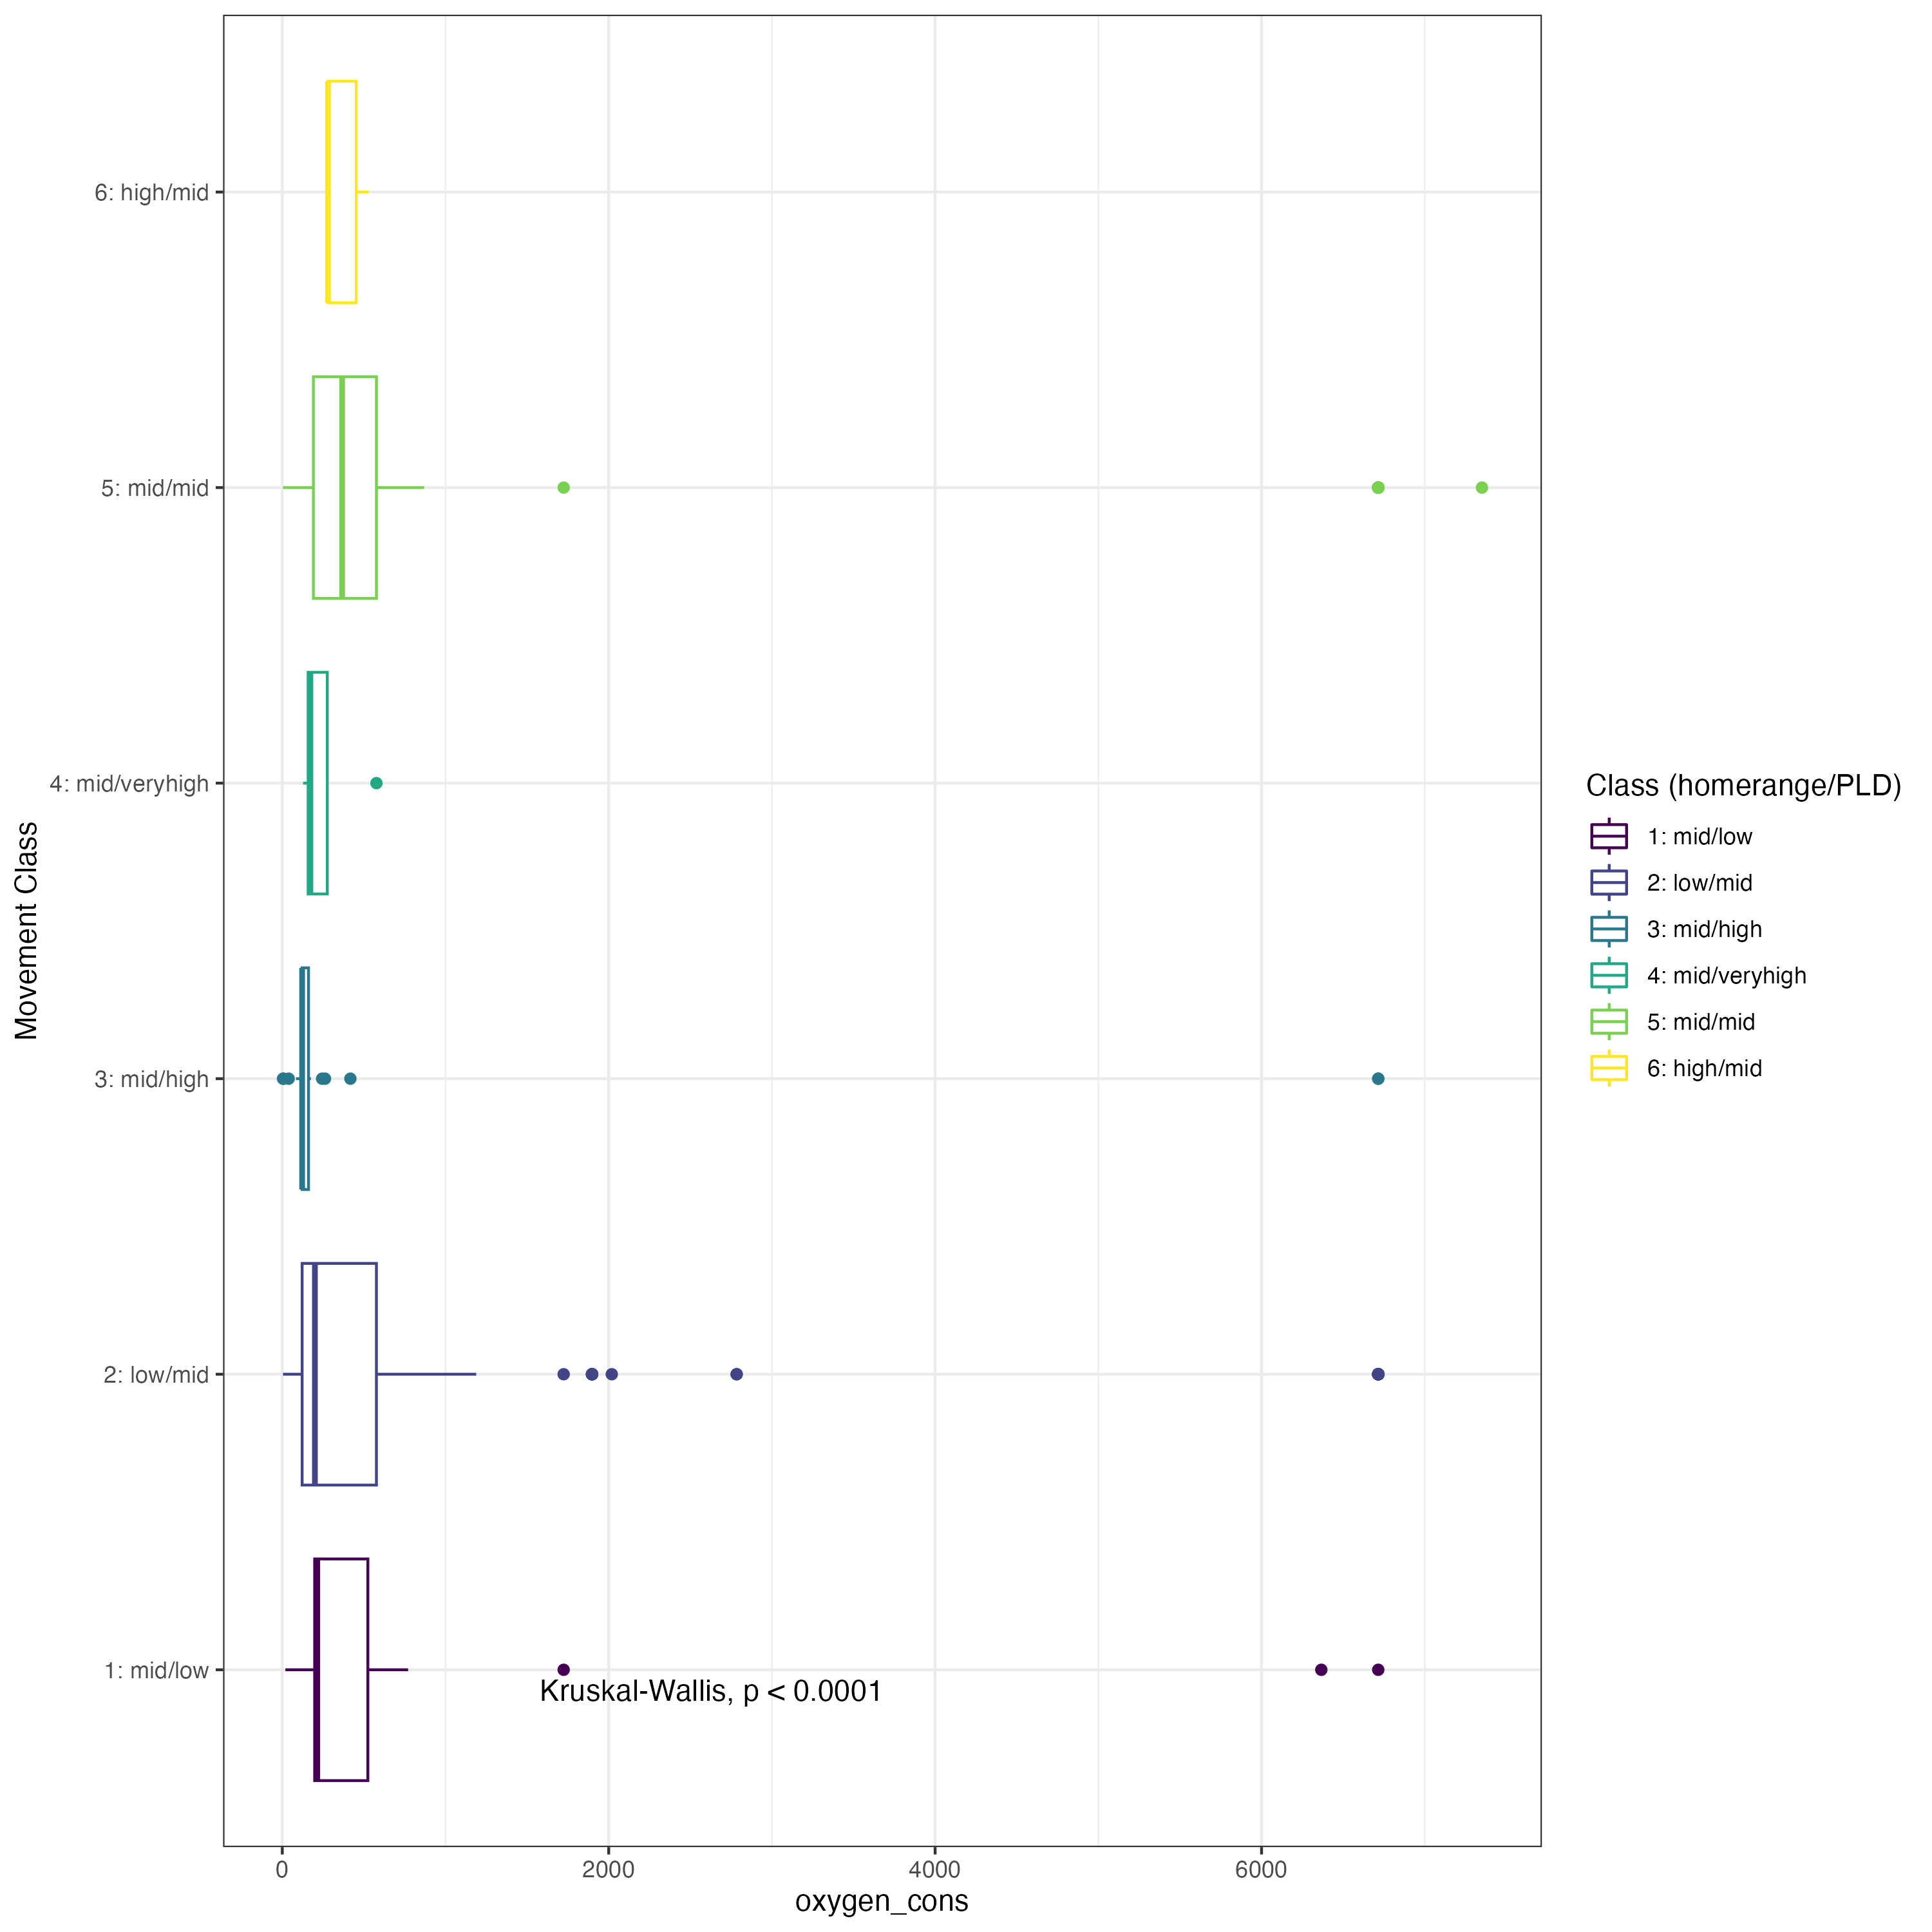 6: high/mid
5: mid/mid
4: mid/veryhigh
3: mid/high
2: low/mid
1: mid/low
Movement Class
Kruskal-Wallis, p < 0.0001
0 2000 4000 6000
oxygen_cons
Class (homerange/PLD)
1: mid/low
2: low/mid
3: mid/high
4: mid/veryhigh
5: mid/mid
6: high/mid